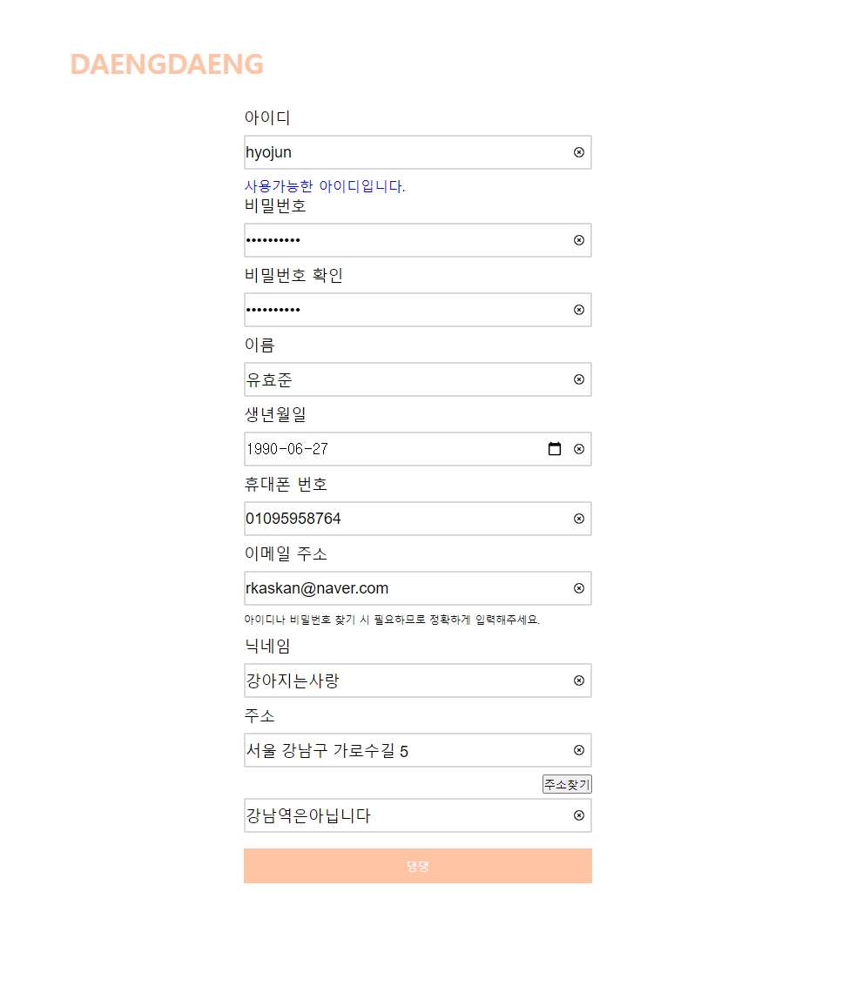 DAENGDAENG
아이디
hyojun
사용가능한 아이디입니다.
비밀번호
••••••••••
비밀번호 확인
••••••••••
이름
유효준
생년월일
1990-06-27
휴대폰 번호
01095958764
이메일 주소
rkaskan@naver.com
아이디나 비밀번호 찾기 시 필요하므로 정확하게 입력해주세요.
닉네임
강아지는사랑
주소
서울 강남구 가로수길 5
주소찾기
강남역은아닙니다
댕댕